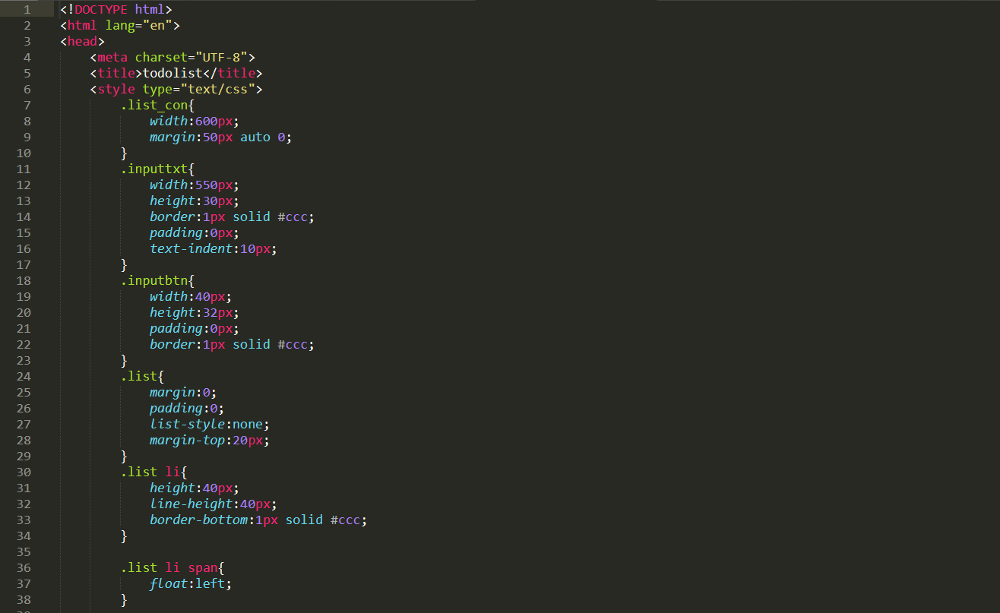 1 <!DOCTYPE html>
2 <html lang="en">
3 <head>
4     <meta charset="UTF-8">
5     <title>todolist</title>
6     <style type="text/css">
7         .list_con{
8             width:600px;
9             margin:50px auto 0;
10         }
11         .inputtxt{
12             width:550px;
13             height:30px;
14             border:1px solid #ccc;
15             padding:0px;
16             text-indent:10px;
17         }
18         .inputbtn{
19             width:40px;
20             height:32px;
21             padding:0px;
22             border:1px solid #ccc;
23         }
24         .list{
25             margin:0;
26             padding:0;
27             list-style:none;
28             margin-top:20px;
29         }
30         .list li{
31             height:40px;
32             line-height:40px;
33             border-bottom:1px solid #ccc;
34         }
35
36         .list li span{
37             float:left;
38         }